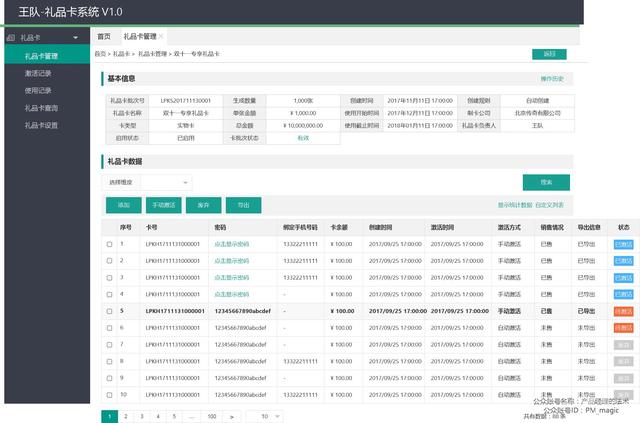 王队-礼品卡系统 V1.0
礼品卡
礼品卡管理
激活记录
使用记录
礼品卡查询
礼品卡设置
首页 礼品卡管理
首页 > 礼品卡 > 礼品卡管理 > 双十一专享礼品卡 返回
基本信息 操作历史
礼品卡批次号 LPKS201711130001 生成数量 1,000张 创建时间 2017年11月11日 17:00:00 创建规则 自动创建
礼品卡名称 双十一专享礼品卡 单张金额 ¥ 1,000.00 使用开始时间 2017年12月11日 17:00:00 制卡公司 北京传奇有限公司
卡类型 实物卡 总金额 ¥ 10,000,000.00 使用截止时间 2018年01月11日 17:00:00 礼品卡负责人 王队
启用状态 已启用 卡批次状态 有效
礼品卡数据
选择维度 搜索
添加 手动激活 废弃 导出 显示统计数据 自定义列表
序号 卡号 密码 绑定手机号码 卡余额 创建时间 激活时间 激活方式 销售情况 导出信息 状态
1 LPKH1711131000001 点击显示密码 13322211111 ¥ 100.00 2017/09/25 17:00:00 2017/09/25 17:00:00 手动激活 已售 已导出 已激活
2 LPKH1711131000001 点击显示密码 13322211111 ¥ 100.00 2017/09/25 17:00:00 2017/09/25 17:00:00 手动激活 已售 已导出 已激活
3 LPKH1711131000001 点击显示密码 13322211111 ¥ 100.00 2017/09/25 17:00:00 2017/09/25 17:00:00 手动激活 已售 已导出 已激活
4 LPKH1711131000001 点击显示密码 - ¥ 100.00 2017/09/25 17:00:00 2017/09/25 17:00:00 手动激活 已售 已导出 已激活
5 LPKH1711131000001 12345667890abcdef - ¥ 100.00 2017/09/25 17:00:00 2017/09/25 17:00:00 手动激活 已售 已导出 待激活
6 LPKH1711131000001 12345667890abcdef - ¥ 100.00 2017/09/25 17:00:00 2017/09/25 17:00:00 自动激活 未售 未导出 待激活
7 LPKH1711131000001 12345667890abcdef - ¥ 100.00 2017/09/25 17:00:00 2017/09/25 17:00:00 自动激活 未售 未导出 废弃
8 LPKH1711131000001 12345667890abcdef 13322211111 ¥ 100.00 2017/09/25 17:00:00 2017/09/25 17:00:00 自动激活 未售 未导出 废弃
9 LPKH1711131000001 12345667890abcdef - ¥ 100.00 2017/09/25 17:00:00 2017/09/25 17:00:00 自动激活 未售 未导出 废弃
10 LPKH1711131000001 12345667890abcdef 13322211111 ¥ 100.00 2017/09/25 17:00:00 2017/09/25 17:00:00 自动激活 未售 未导出 废弃
公众账号名称：产品经理的法术
公众账号ID：PM_magic
1 2 3 4 5 ... 100 > 10 共有数据：88 条